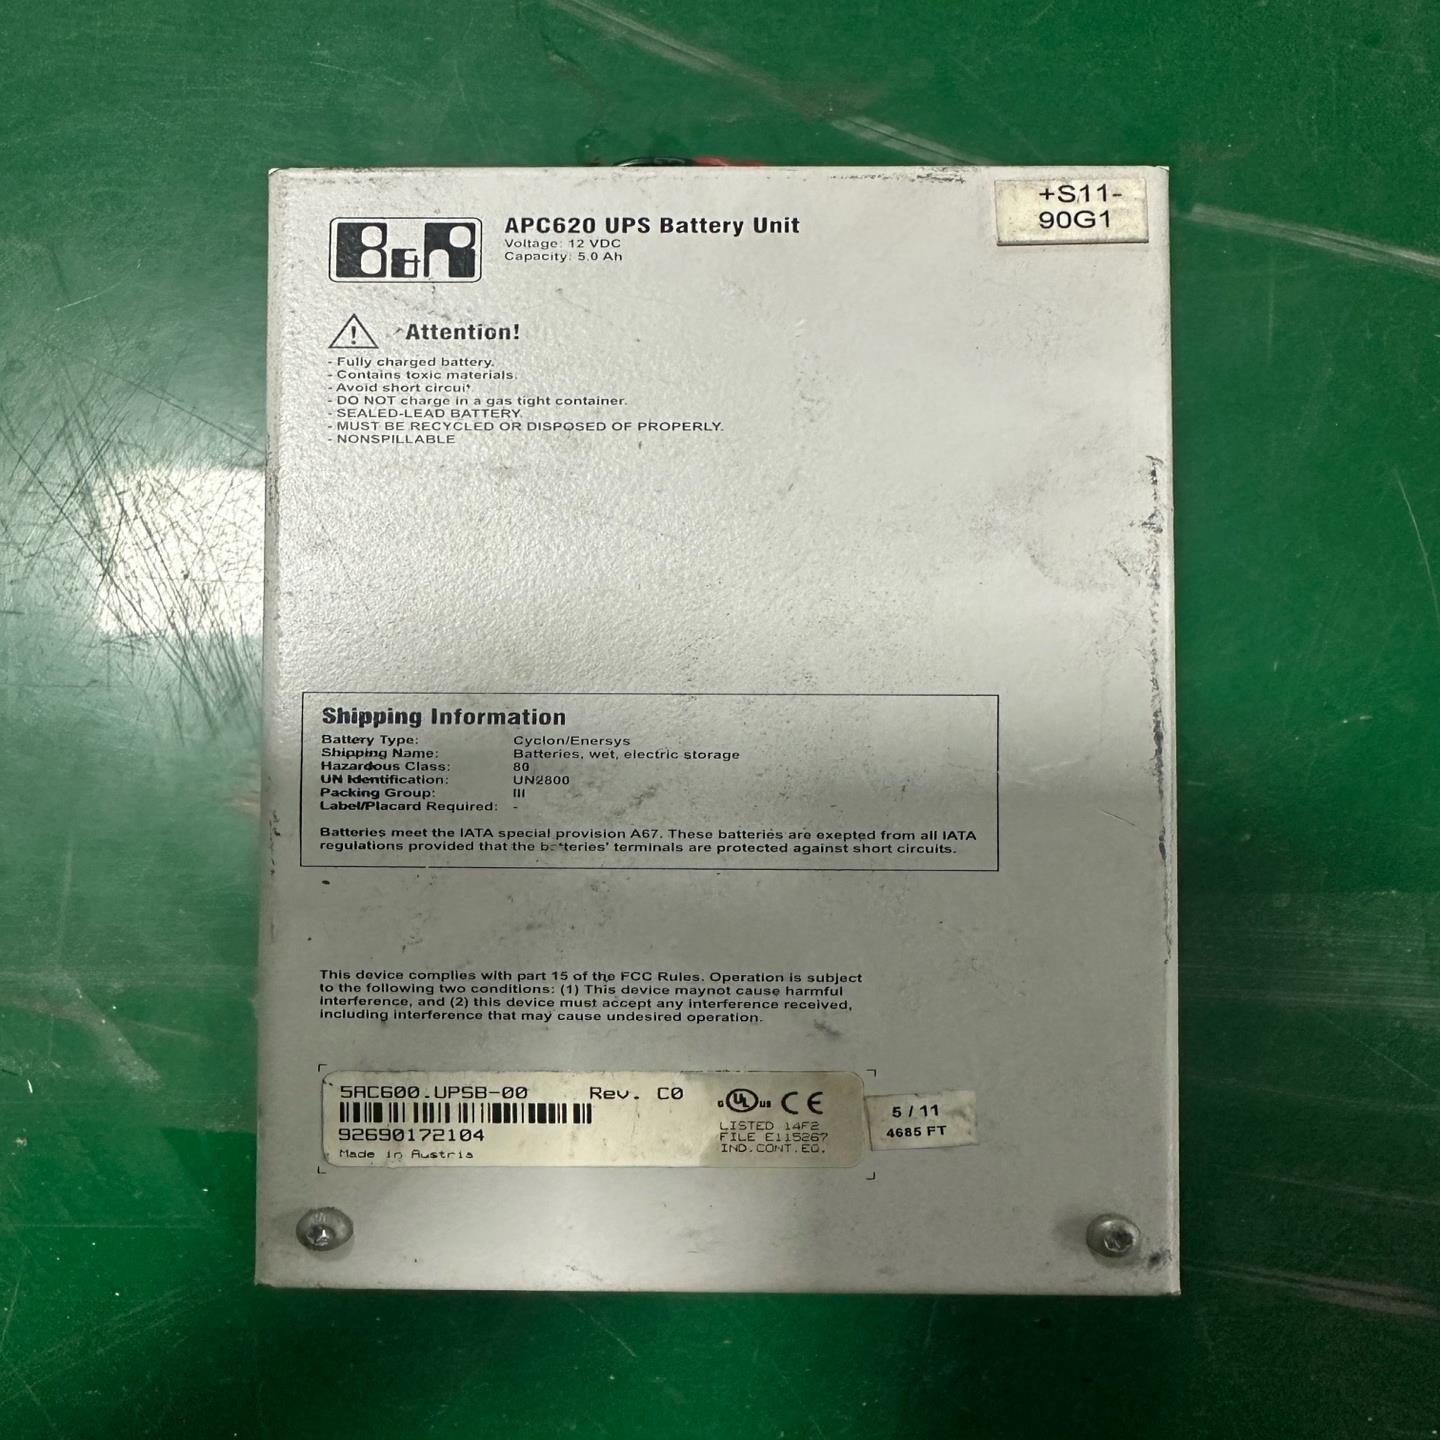 B&R
APC620 UPS Battery Unit
Voltage: 12 VDC
Capacity: 5.0 Ah
+S11-
90G1
Attention!
- Fully charged battery.
- Contains toxic materials.
- Avoid short circuit
- DO NOT charge in a gas tight container.
- SEALED-LEAD BATTERY.
- MUST BE RECYCLED OR DISPOSED OF PROPERLY.
- NONSPILLABLE
Shipping Information
Battery Type: Cyclon/Enersys
Shipping Name: Batteries, wet, electric storage
Hazardous Class: 80
UN Identification: UN2800
Packing Group: III
Label/Placard Required: -
Batteries meet the IATA special provision A67. These batteries are exepted from all IATA
regulations provided that the batteries' terminals are protected against short circuits.
This device complies with part 15 of the FCC Rules. Operation is subject
to the following two conditions: (1) This device maynot cause harmful
interference, and (2) this device must accept any interference received,
including interference that may cause undesired operation.
5AC600.UPSB-00 Rev. C0
92690172104
Made in Austria
c UL us CE
LISTED 14F2
FILE E115267
IND.CONT.EQ.
5 / 11
4685 FT